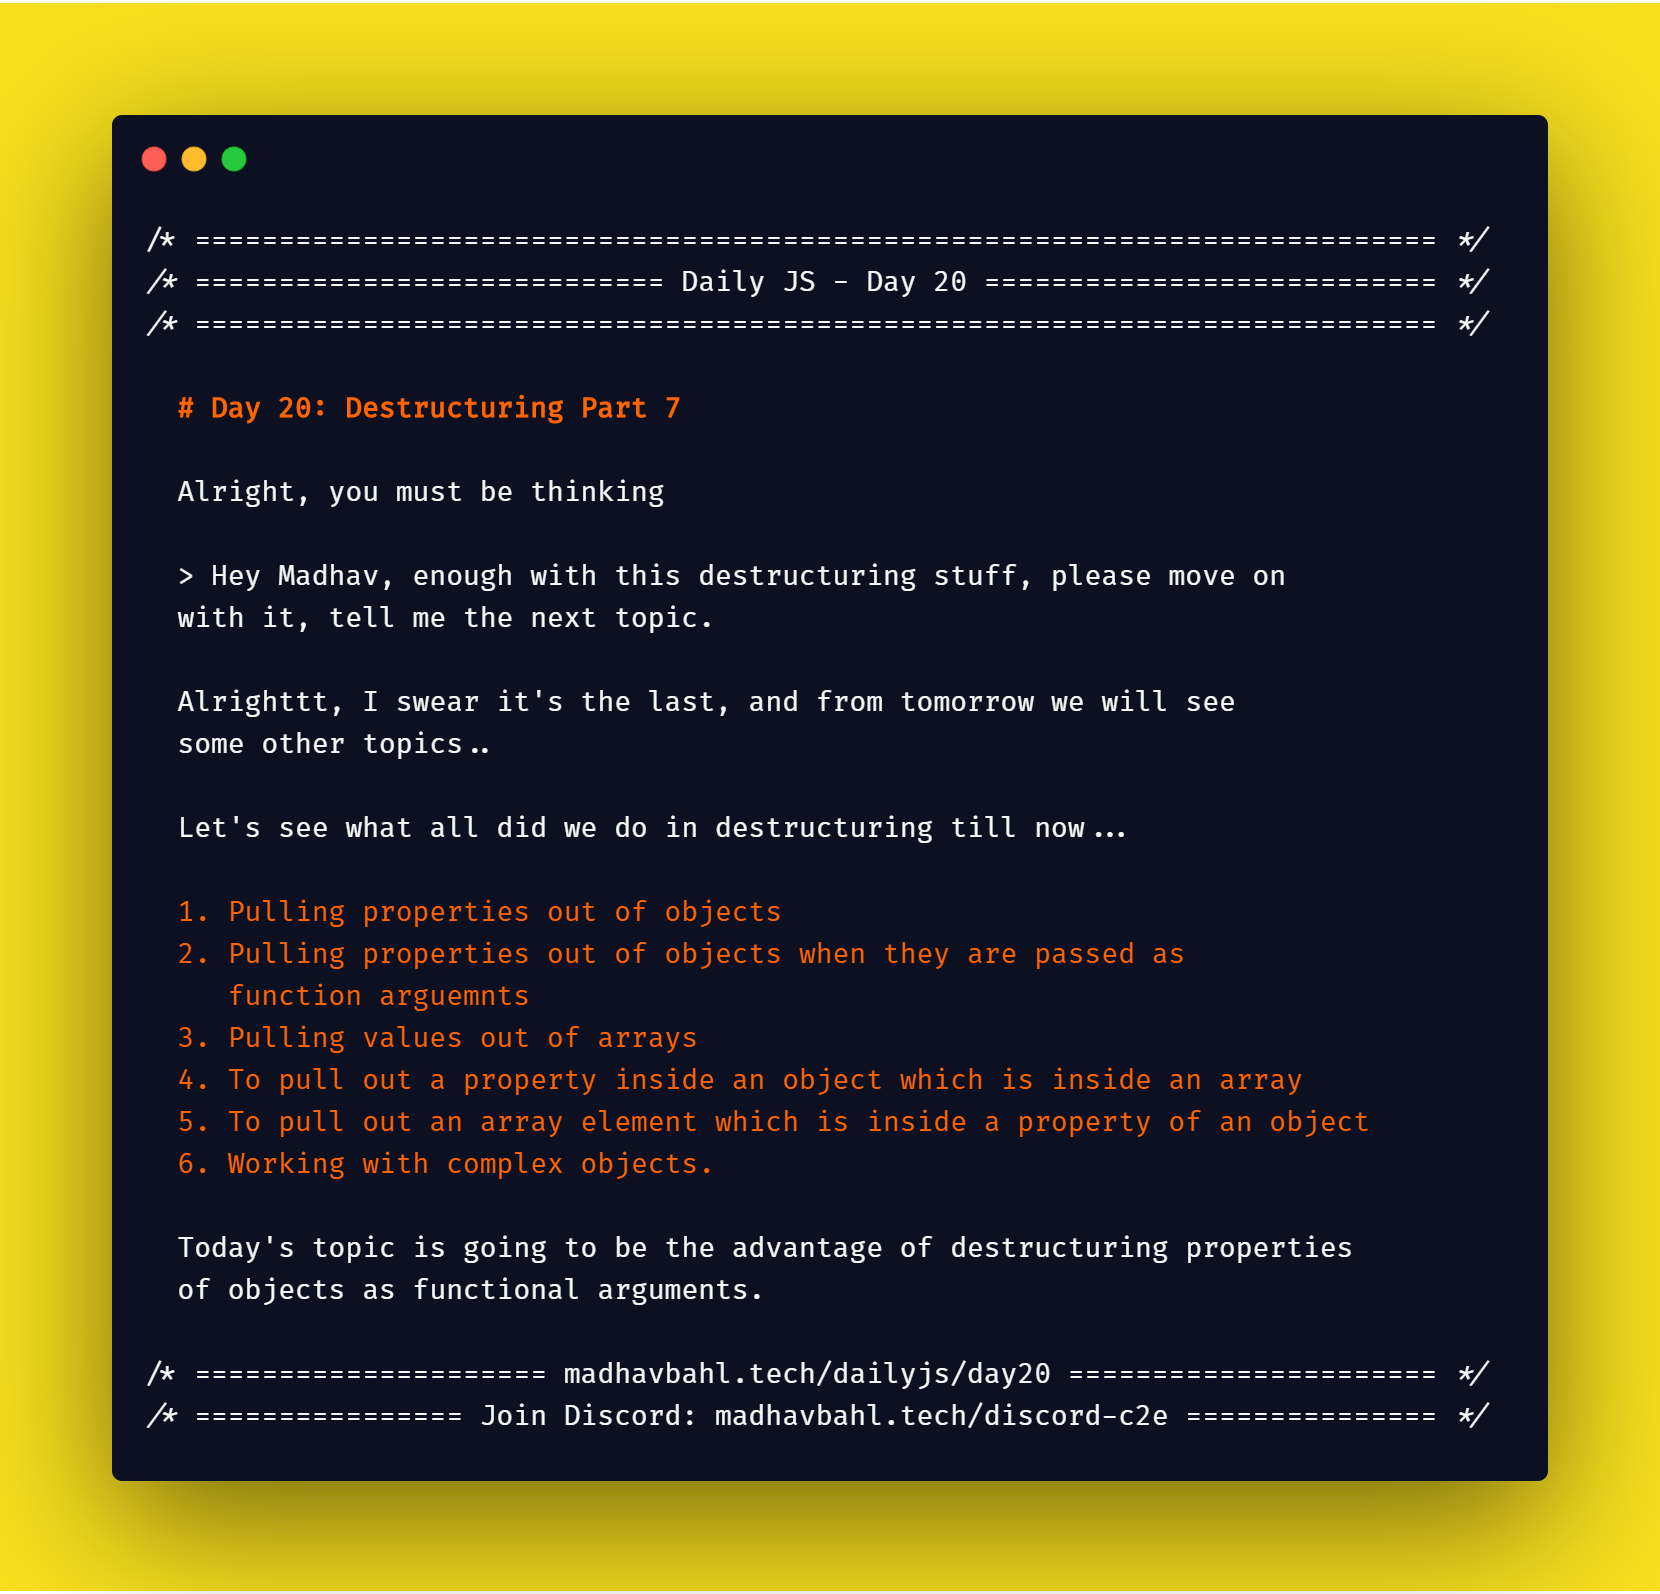 /* ========================================================================== */
/* ============================ Daily JS - Day 20 =========================== */
/* ========================================================================== */
# Day 20: Destructuring Part 7
Alright, you must be thinking
> Hey Madhav, enough with this destructuring stuff, please move on
with it, tell me the next topic.
Alrighttt, I swear it's the last, and from tomorrow we will see
some other topics..
Let's see what all did we do in destructuring till now...
1. Pulling properties out of objects
2. Pulling properties out of objects when they are passed as
function arguemnts
3. Pulling values out of arrays
4. To pull out a property inside an object which is inside an array
5. To pull out an array element which is inside a property of an object
6. Working with complex objects.
Today's topic is going to be the advantage of destructuring properties
of objects as functional arguments.
/* ===================== madhavbahl.tech/dailyjs/day20 ====================== */
/* ================ Join Discord: madhavbahl.tech/discord-c2e =============== */